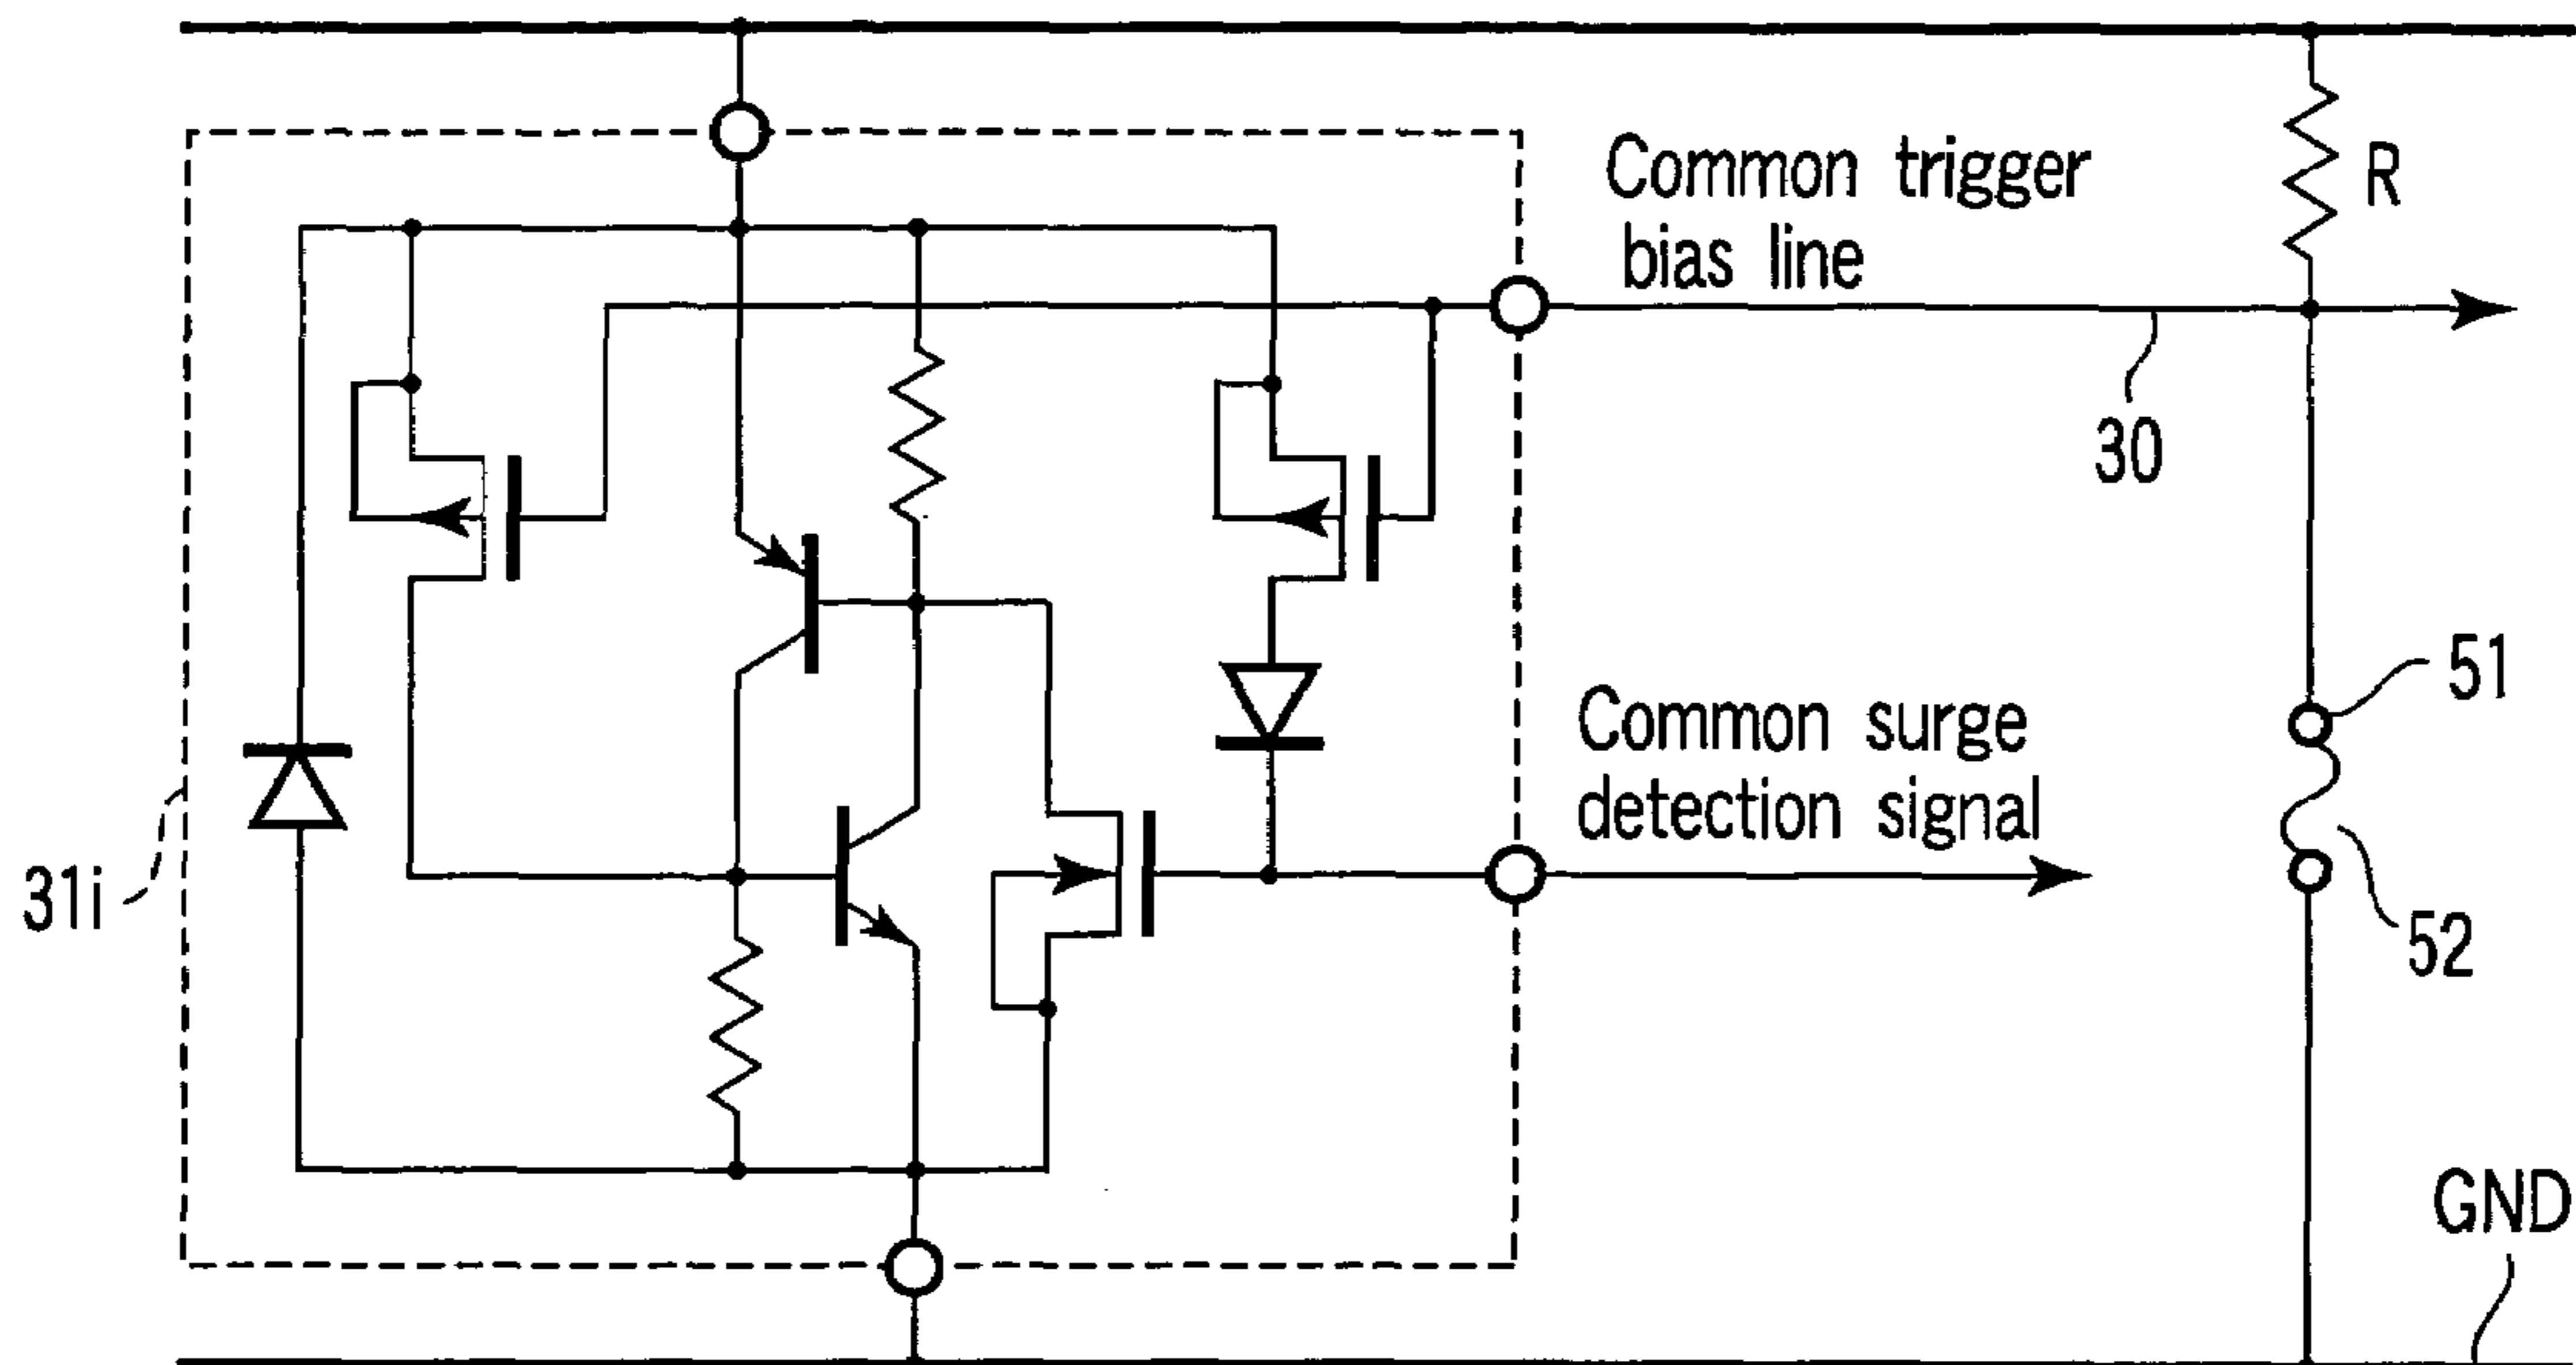 Common trigger
bias line
R
30
51
Common surge
detection signal
31i
52
GND